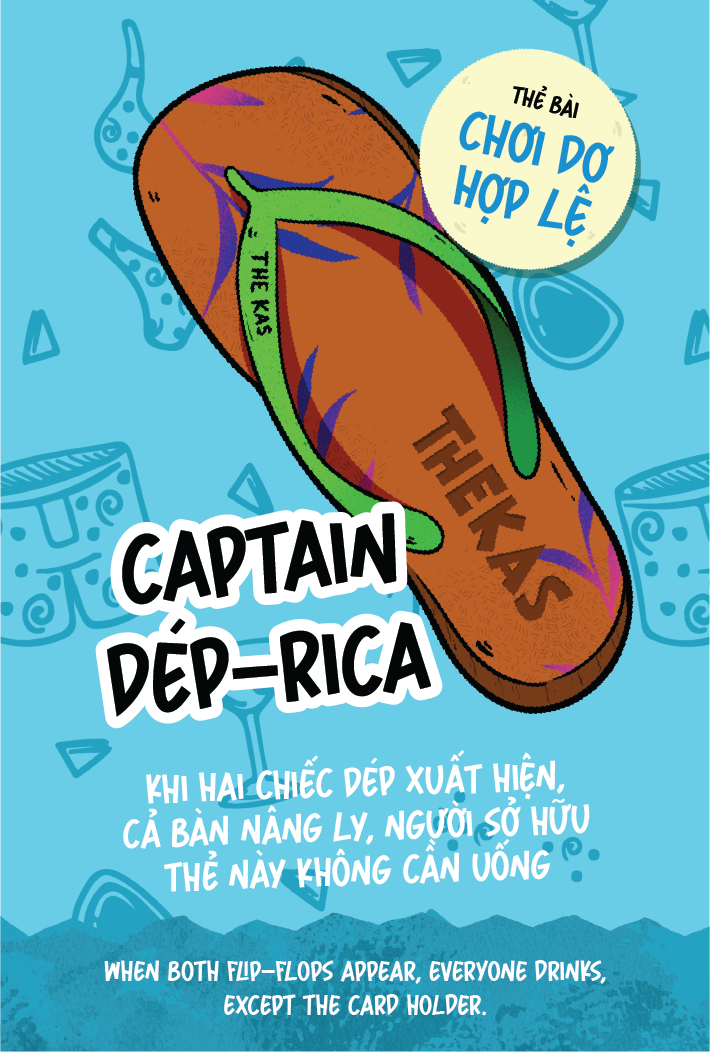 THẺ BÀI
CHƠI DƠ
HỢP LỆ
THE KAS
THEKAS
CAPTAIN
DÉP-RICA
KHI HAI CHIẾC DÉP XUẤT HIỆN,
CẢ BÀN NÂNG LY, NGƯỜI SỞ HỮU
THẺ NÀY KHÔNG CẦN UỐNG
WHEN BOTH FLIP-FLOPS APPEAR, EVERYONE DRINKS,
EXCEPT THE CARD HOLDER.